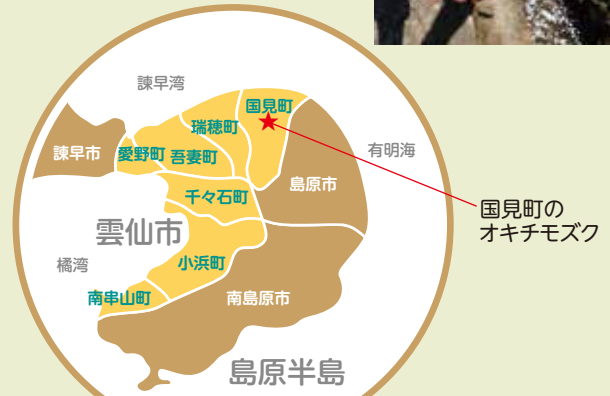 諫早湾
国見町
瑞穂町
諫早市
愛野町
吾妻町
有明海
島原市
千々石町
国見町の
オキチモズク
雲仙市
橘湾
小浜町
南串山町
南島原市
島原半島